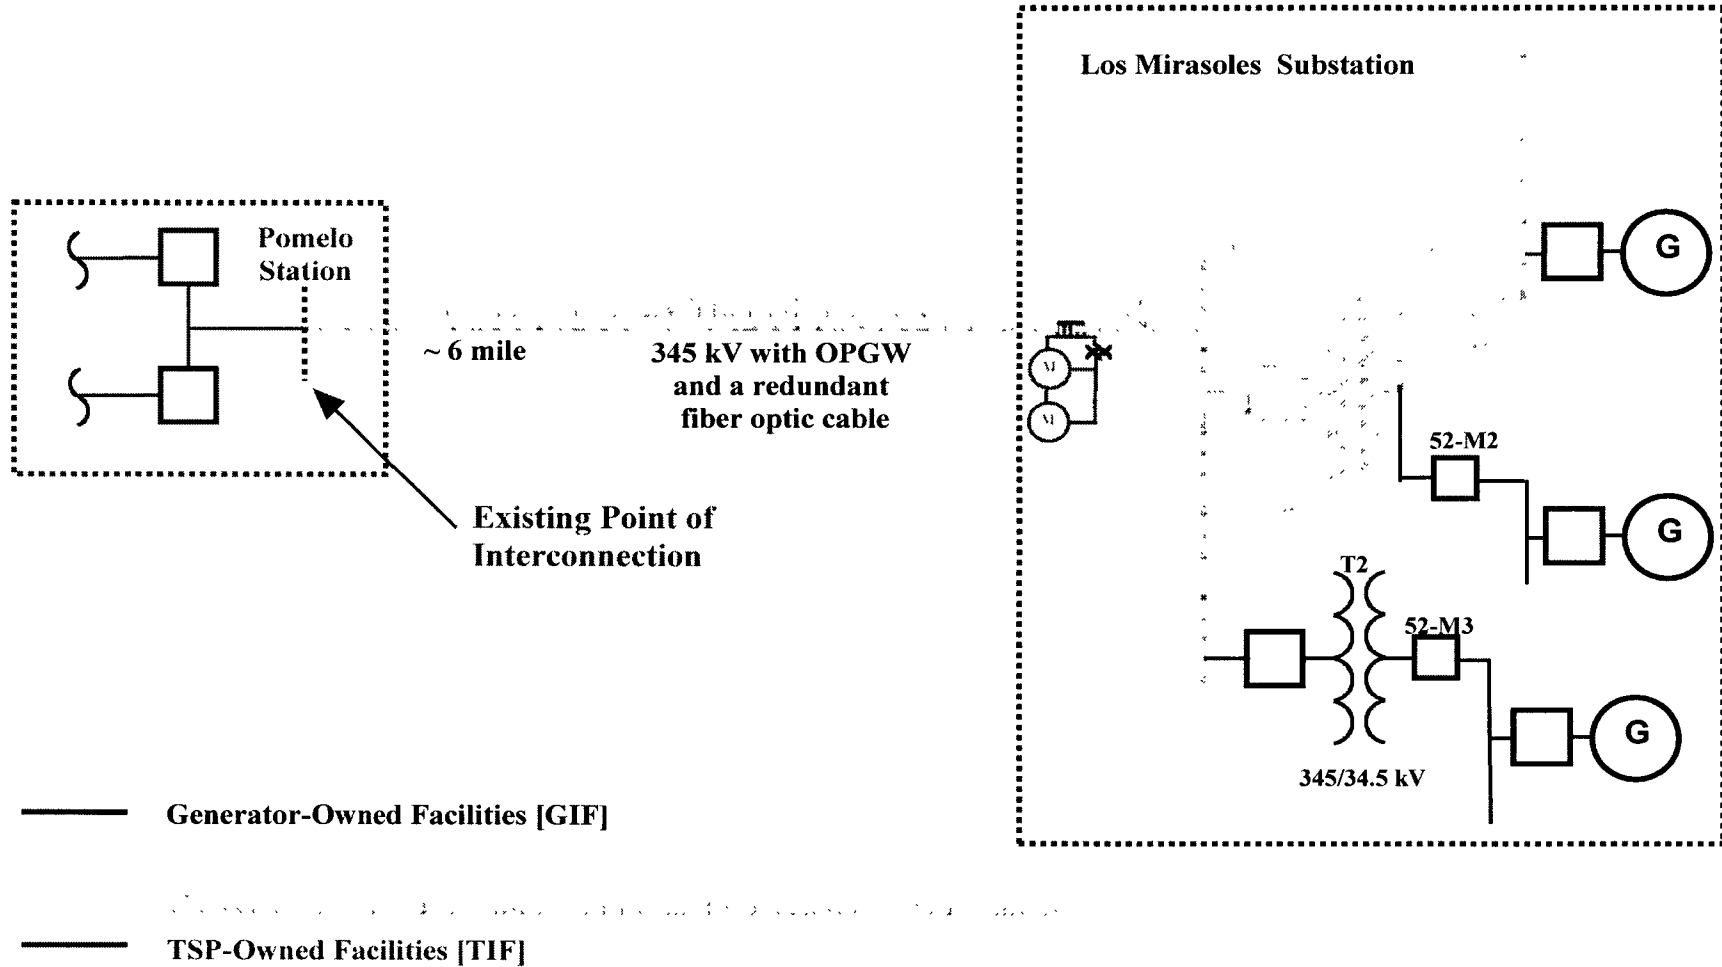 Los Mirasoles Substation
Pomelo
Station
G
~ 6 mile
345 kV with OPGW
and a redundant
fiber optic cable
M
M
52-M2
Existing Point of
Interconnection
G
T2
52-M3
G
345/34.5 kV
Generator-Owned Facilities [GIF]
TSP-Owned Facilities [TIF]